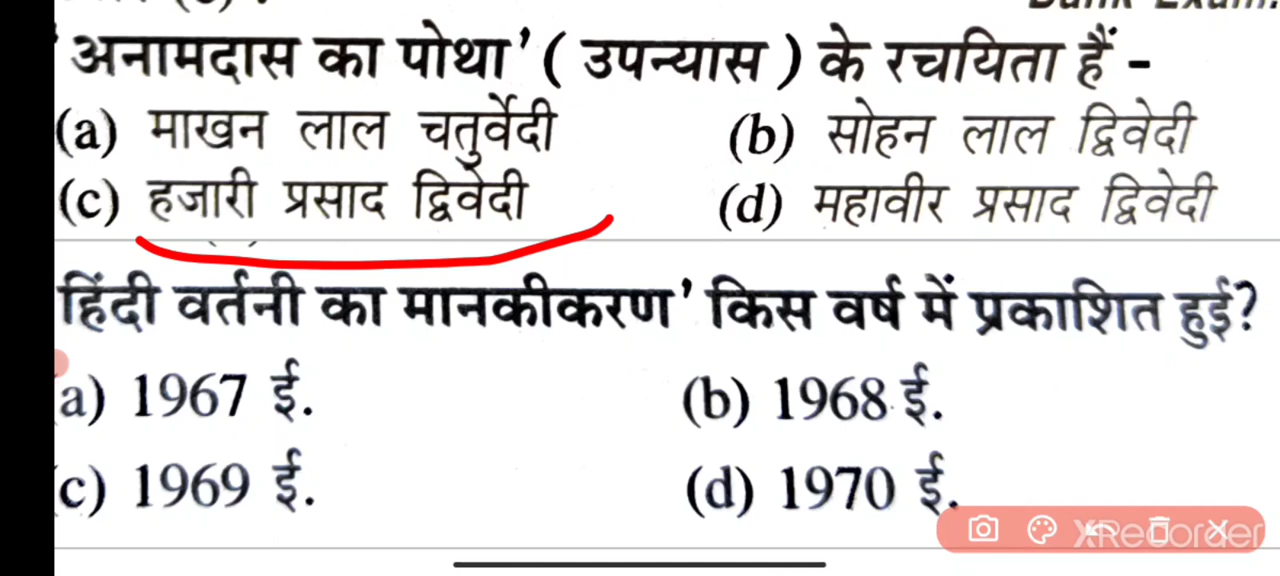 'अनामदास का पोथा' ( उपन्यास ) के रचयिता हैं -
(a) माखन लाल चतुर्वेदी (b) सोहन लाल द्विवेदी
(c) हजारी प्रसाद द्विवेदी (d) महावीर प्रसाद द्विवेदी
हिंदी वर्तनी का मानकीकरण' किस वर्ष में प्रकाशित हुई?
a) 1967 ई. (b) 1968 ई.
c) 1969 ई. (d) 1970 ई.
XRecorder